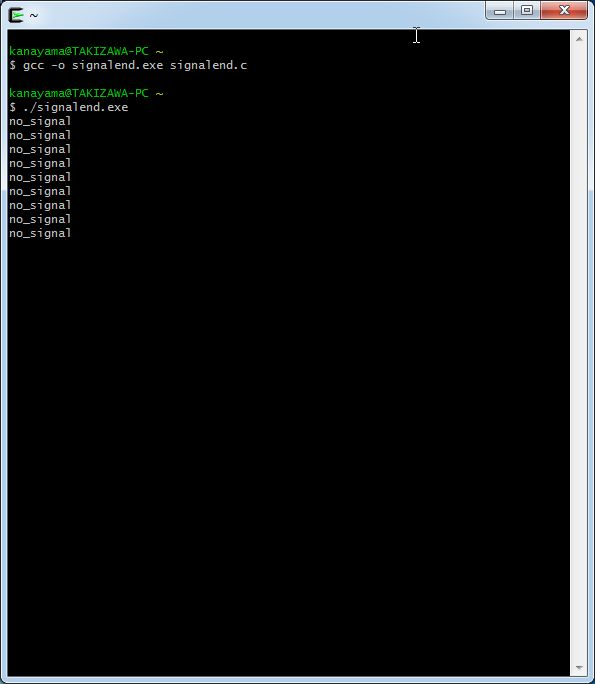 ~
kanayama@TAKIZAWA-PC ~
$ gcc -o signalend.exe signalend.c
kanayama@TAKIZAWA-PC ~
$ ./signalend.exe
no_signal
no_signal
no_signal
no_signal
no_signal
no_signal
no_signal
no_signal
no_signal